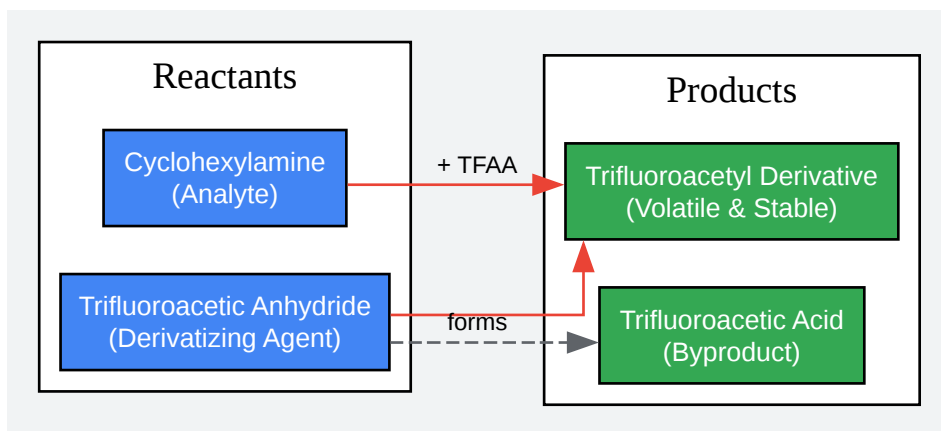 Reactants
Cyclohexylamine
(Analyte)
Trifluoroacetic Anhydride
(Derivatizing Agent)
+ TFAA
forms
Products
Trifluoroacetyl Derivative
(Volatile & Stable)
Trifluoroacetic Acid
(Byproduct)